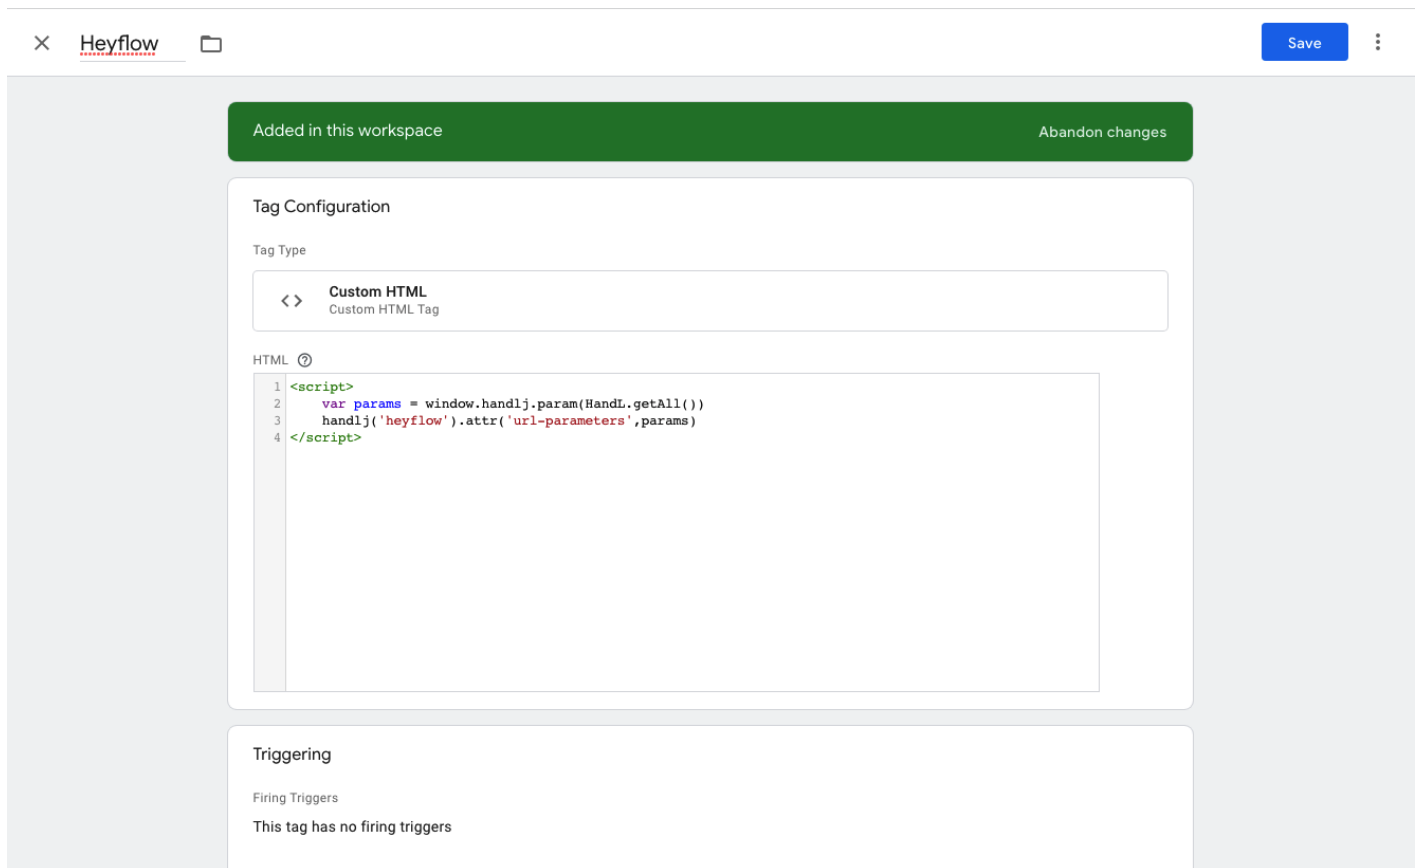 Heyflow
Save
Added in this workspace
Abandon changes
Tag Configuration
Tag Type
Custom HTML
Custom HTML Tag
HTML
1 <script>
2     var params = window.handlj.param(HandL.getAll())
3     handlj('heyflow').attr('url-parameters',params)
4 </script>
Triggering
Firing Triggers
This tag has no firing triggers